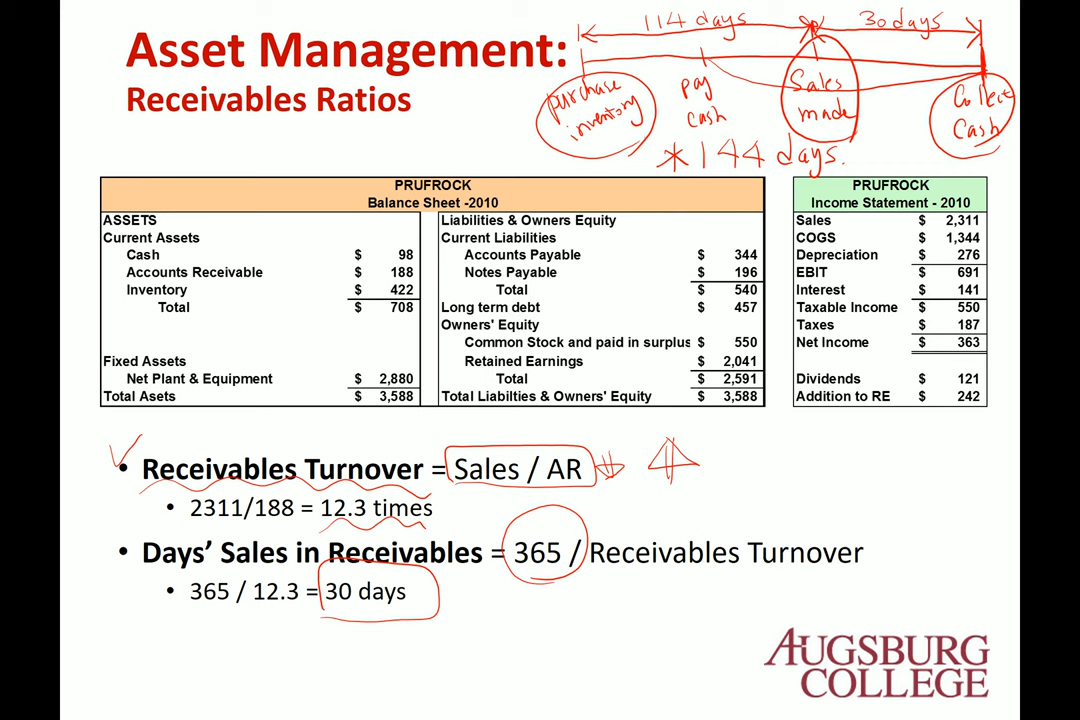 Asset Management:
Receivables Ratios
114 days 30 days
purchase inventory
pay cash
Sales made
Collect Cash
*144 days.
PRUFROCK
Balance Sheet -2010
ASSETS Liabilities & Owners Equity
Current Assets Current Liabilities
Cash $ 98 Accounts Payable $ 344
Accounts Receivable $ 188 Notes Payable $ 196
Inventory $ 422 Total $ 540
Total $ 708 Long term debt $ 457
Owners' Equity
Common Stock and paid in surplus $ 550
Fixed Assets Retained Earnings $ 2,041
Net Plant & Equipment $ 2,880 Total $ 2,591
Total Asets $ 3,588 Total Liabilties & Owners' Equity $ 3,588
PRUFROCK
Income Statement - 2010
Sales $ 2,311
COGS $ 1,344
Depreciation $ 276
EBIT $ 691
Interest $ 141
Taxable Income $ 550
Taxes $ 187
Net Income $ 363
Dividends $ 121
Addition to RE $ 242
• Receivables Turnover = Sales / AR
• 2311/188 = 12.3 times
• Days' Sales in Receivables = 365 / Receivables Turnover
• 365 / 12.3 = 30 days
AUGSBURG
COLLEGE